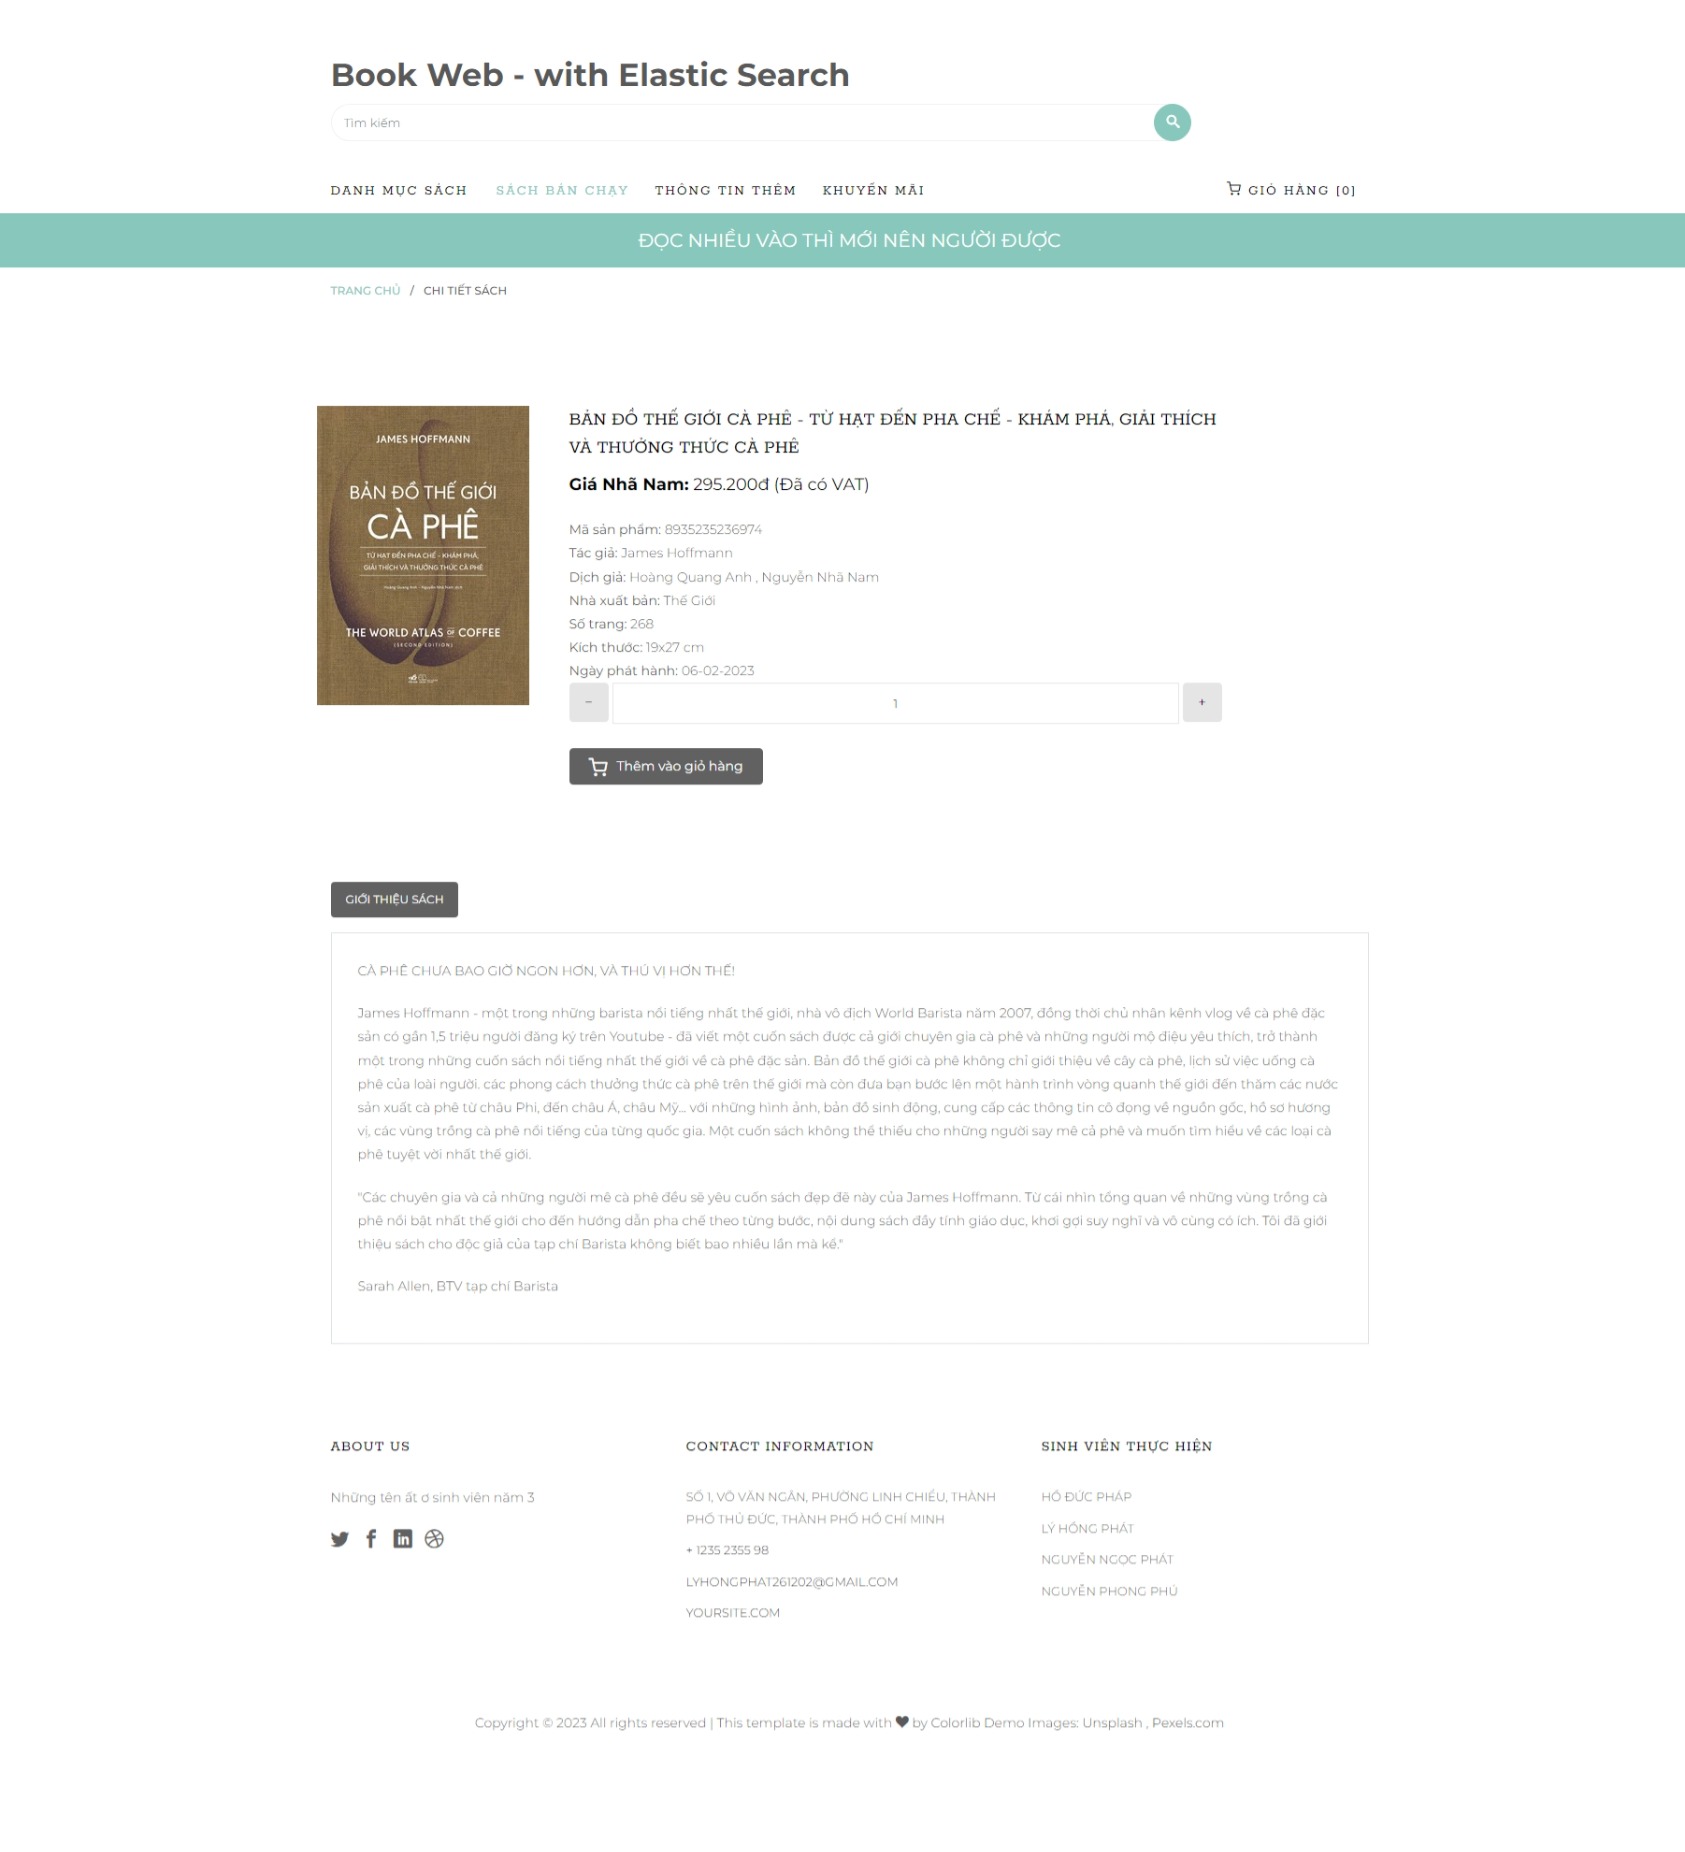 Book Web - with Elastic Search
Tìm kiếm
DANH MỤC SÁCH SÁCH BÁN CHẠY THÔNG TIN THÊM KHUYẾN MÃI GIỎ HÀNG [0]
ĐỌC NHIỀU VÀO THÌ MỚI NÊN NGƯỜI ĐƯỢC
TRANG CHỦ / CHI TIẾT SÁCH
JAMES HOFFMANN
BẢN ĐỒ THẾ GIỚI
CÀ PHÊ
TỪ HẠT ĐẾN PHA CHẾ - KHÁM PHÁ,
GIẢI THÍCH VÀ THƯỞNG THỨC CÀ PHÊ
Hoàng Quang Anh - Nguyễn Nhã Nam dịch
THE WORLD ATLAS OF COFFEE
(SECOND EDITION)
BẢN ĐỒ THẾ GIỚI CÀ PHÊ - TỪ HẠT ĐẾN PHA CHẾ - KHÁM PHÁ, GIẢI THÍCH
VÀ THƯỞNG THỨC CÀ PHÊ
Giá Nhã Nam: 295.200đ (Đã có VAT)
Mã sản phẩm: 8935235236974
Tác giả: James Hoffmann
Dịch giả: Hoàng Quang Anh , Nguyễn Nhã Nam
Nhà xuất bản: Thế Giới
Số trang: 268
Kích thước: 19x27 cm
Ngày phát hành: 06-02-2023
− 1 +
Thêm vào giỏ hàng
GIỚI THIỆU SÁCH
CÀ PHÊ CHƯA BAO GIỜ NGON HƠN, VÀ THÚ VỊ HƠN THẾ!
James Hoffmann - một trong những barista nổi tiếng nhất thế giới, nhà vô địch World Barista năm 2007, đồng thời chủ nhân kênh vlog về cà phê đặc
sản có gần 1,5 triệu người đăng ký trên Youtube - đã viết một cuốn sách được cả giới chuyên gia cà phê và những người mộ điệu yêu thích, trở thành
một trong những cuốn sách nổi tiếng nhất thế giới về cà phê đặc sản. Bản đồ thế giới cà phê không chỉ giới thiệu về cây cà phê, lịch sử việc uống cà
phê của loài người. các phong cách thưởng thức cà phê trên thế giới mà còn đưa bạn bước lên một hành trình vòng quanh thế giới đến thăm các nước
sản xuất cà phê từ châu Phi, đến châu Á, châu Mỹ... với những hình ảnh, bản đồ sinh động, cung cấp các thông tin cô đọng về nguồn gốc, hồ sơ hương
vị, các vùng trồng cà phê nổi tiếng của từng quốc gia. Một cuốn sách không thể thiếu cho những người say mê cả phê và muốn tìm hiểu về các loại cà
phê tuyệt vời nhất thế giới.
"Các chuyên gia và cả những người mê cà phê đều sẽ yêu cuốn sách đẹp đẽ này của James Hoffmann. Từ cái nhìn tổng quan về những vùng trồng cà
phê nổi bật nhất thế giới cho đến hướng dẫn pha chế theo từng bước, nội dung sách đầy tính giáo dục, khơi gợi suy nghĩ và vô cùng có ích. Tôi đã giới
thiệu sách cho độc giả của tạp chí Barista không biết bao nhiêu lần mà kể."
Sarah Allen, BTV tạp chí Barista
ABOUT US
Những tên ất ơ sinh viên năm 3
CONTACT INFORMATION
SỐ 1, VÕ VĂN NGÂN, PHƯỜNG LINH CHIỂU, THÀNH
PHỐ THỦ ĐỨC, THÀNH PHỐ HỒ CHÍ MINH
+ 1235 2355 98
LYHONGPHAT261202@GMAIL.COM
YOURSITE.COM
SINH VIÊN THỰC HIỆN
HỒ ĐỨC PHÁP
LÝ HỒNG PHÁT
NGUYỄN NGỌC PHÁT
NGUYỄN PHONG PHÚ
Copyright © 2023 All rights reserved | This template is made with ♥ by Colorlib Demo Images: Unsplash , Pexels.com